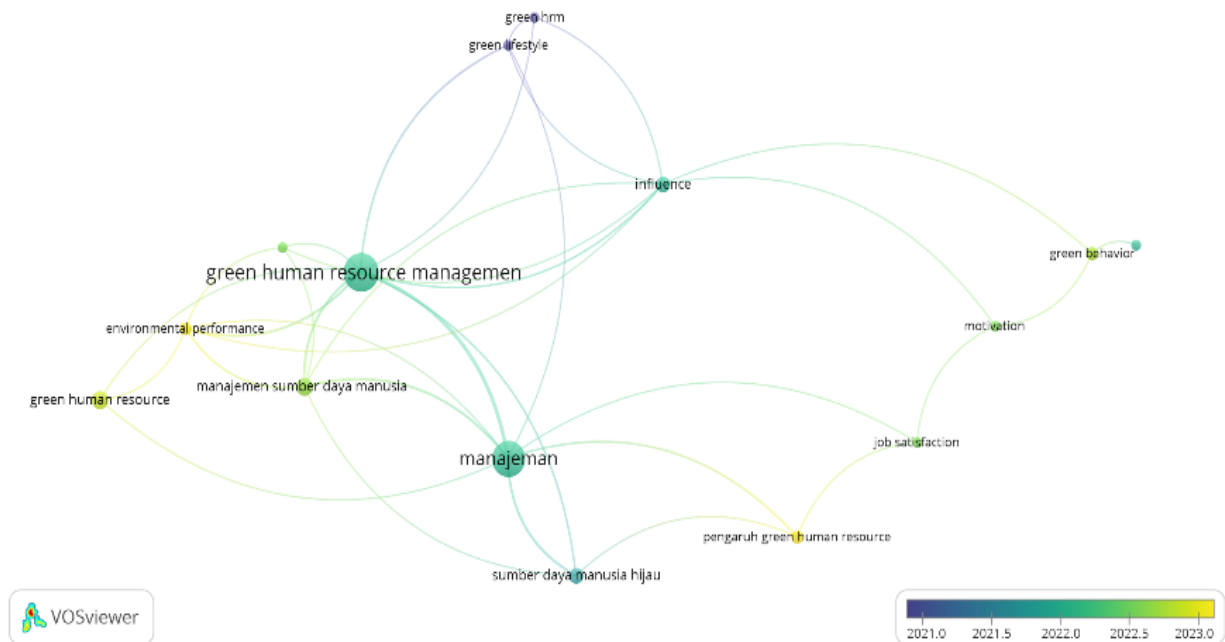 green hrm
green lifestyle
influence
green behavior
green human resource managemen
environmental performance
motivation
manajemen sumber daya manusia
green human resource
job satisfaction
manajeman
pengaruh green human resource
sumber daya manusia hijau
VOSviewer
2021.0 2021.5 2022.0 2022.5 2023.0